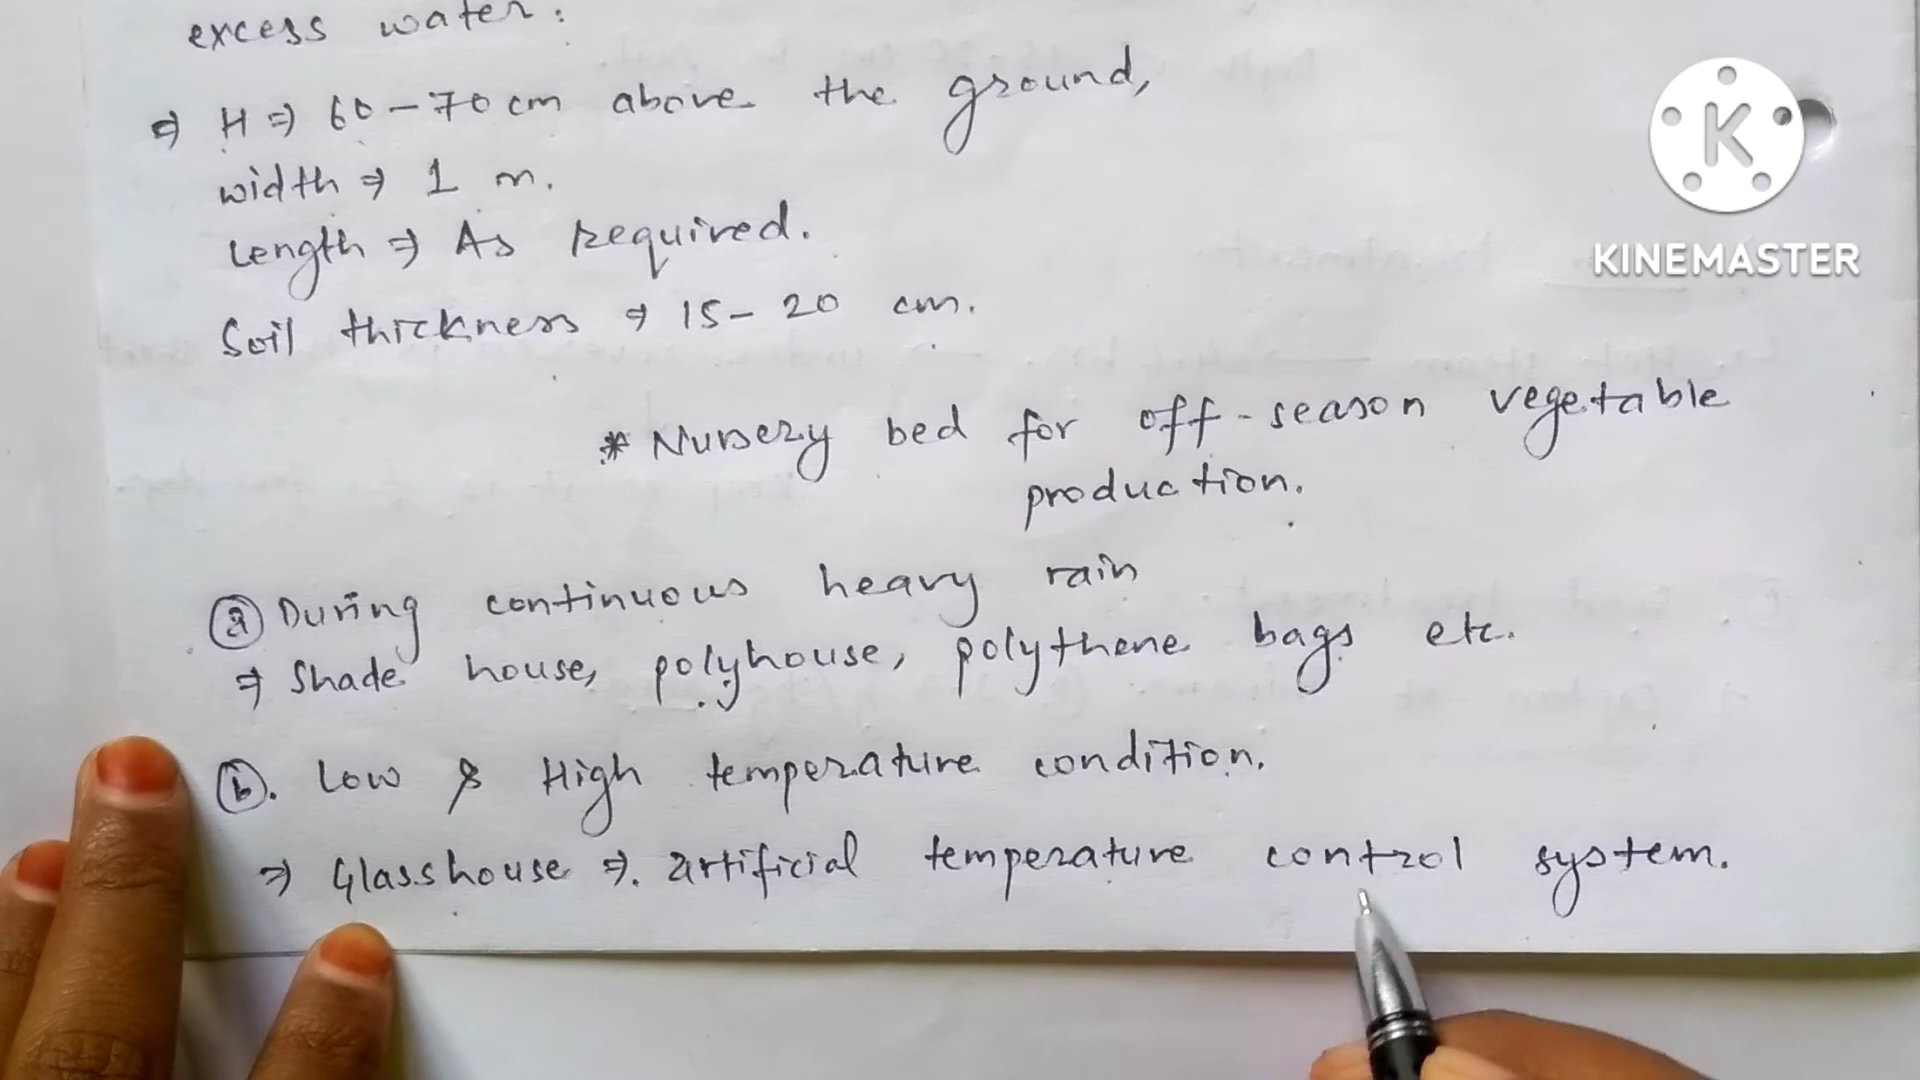 excess water.
⇒ H ⇒ 60-70 cm above the ground,
width ⇒ 1 m.
Length ⇒ As required.
Soil thickness ⇒ 15-20 cm.
* Nursery bed for off-season vegetable
production.
(a) During continuous heavy rain
⇒ Shade house, polyhouse, polythene bags etc.
(b). Low & High temperature condition.
⇒ Glasshouse ⇒. artificial temperature control system.
K
KINEMASTER